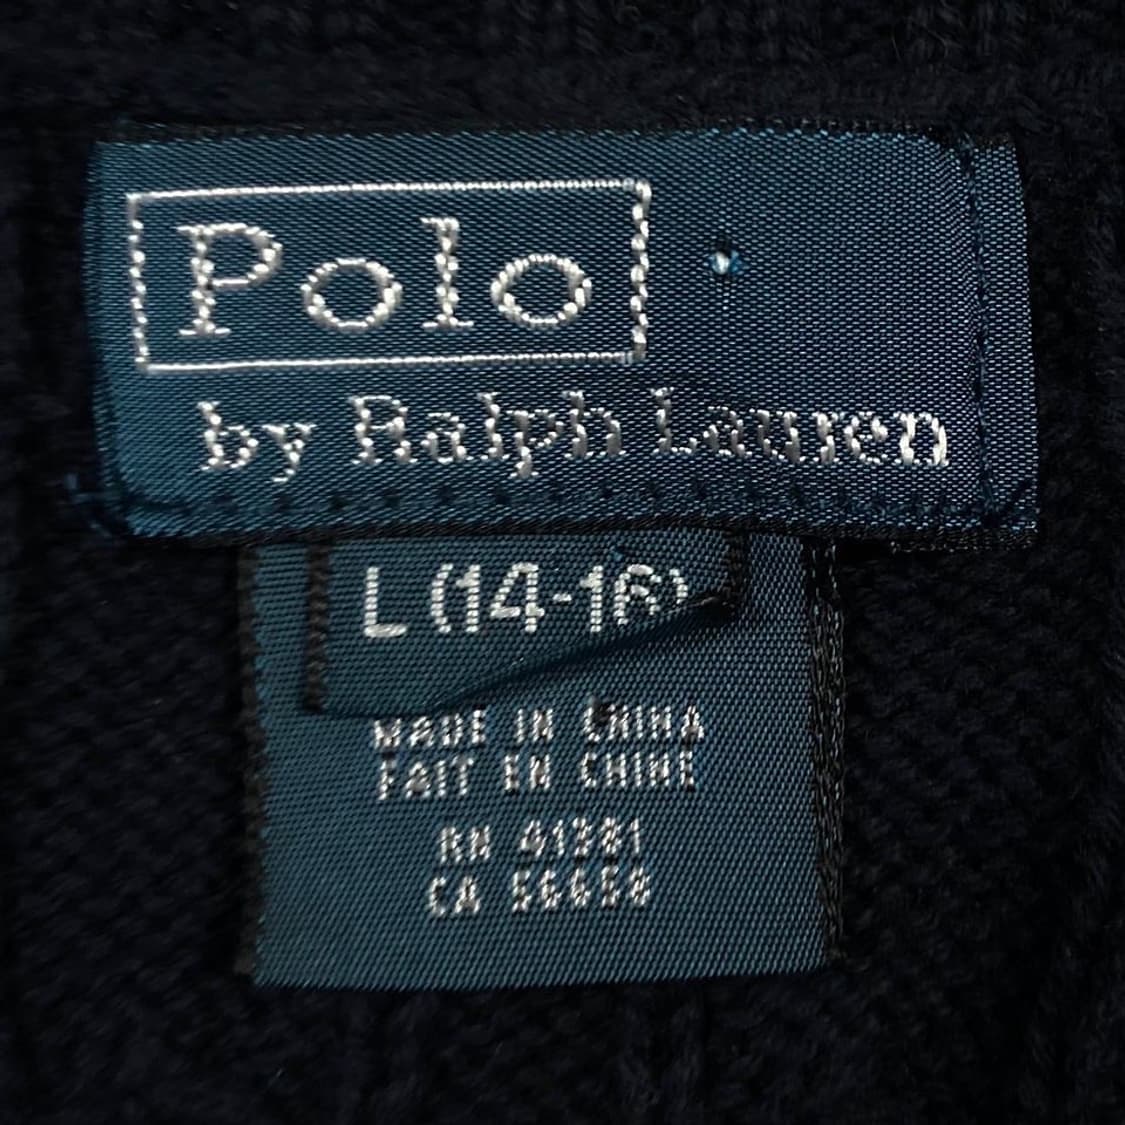 Polo
by Ralph Lauren
L (14-16)
MADE IN CHINA
FAIT EN CHINE
RN 41381
CA 56658